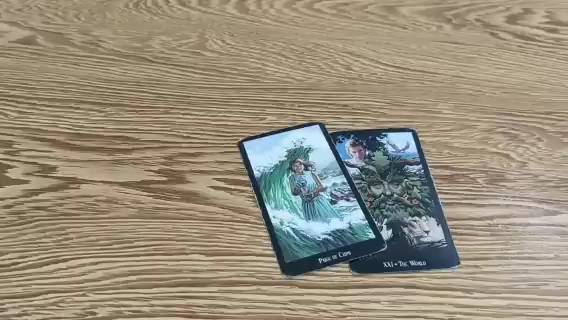 PAGE OF CUPS
XXI • THE WORLD